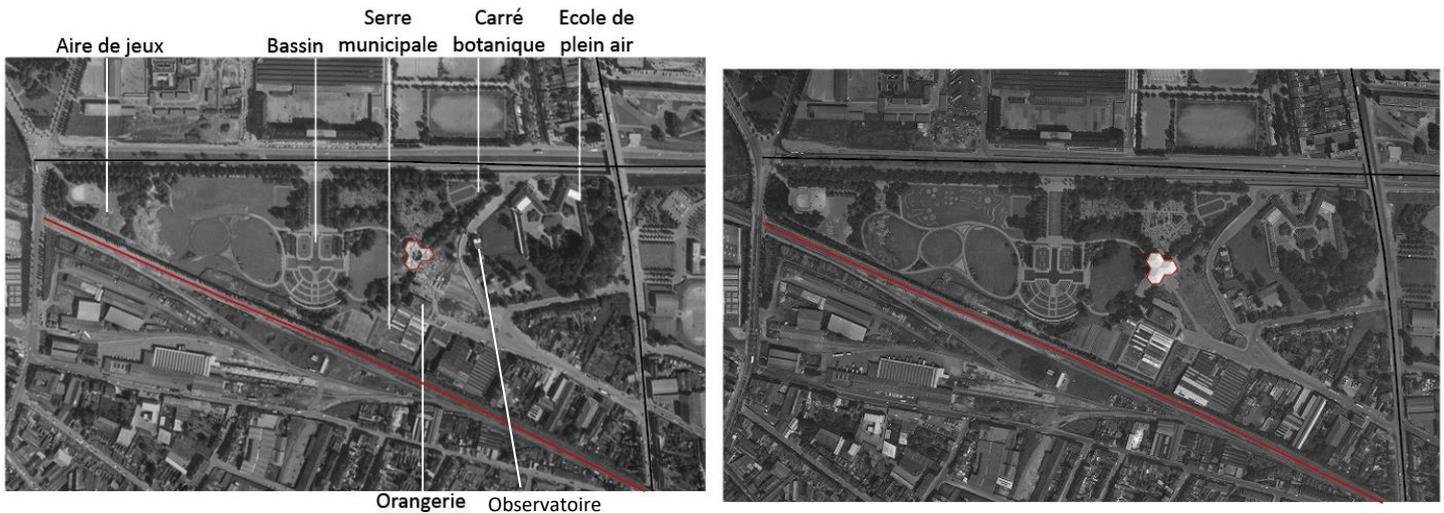 Aire de jeux
Bassin
Serre
municipale
Carré
botanique
Ecole de
plein air
Orangerie
Observatoire